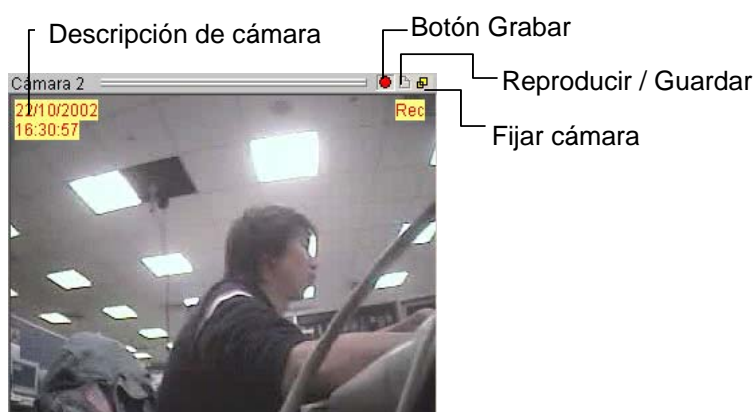 Descripción de cámara
Botón Grabar
Reproducir / Guardar
Fijar cámara
Cámara 2
22/10/2002
16:30:57
Rec